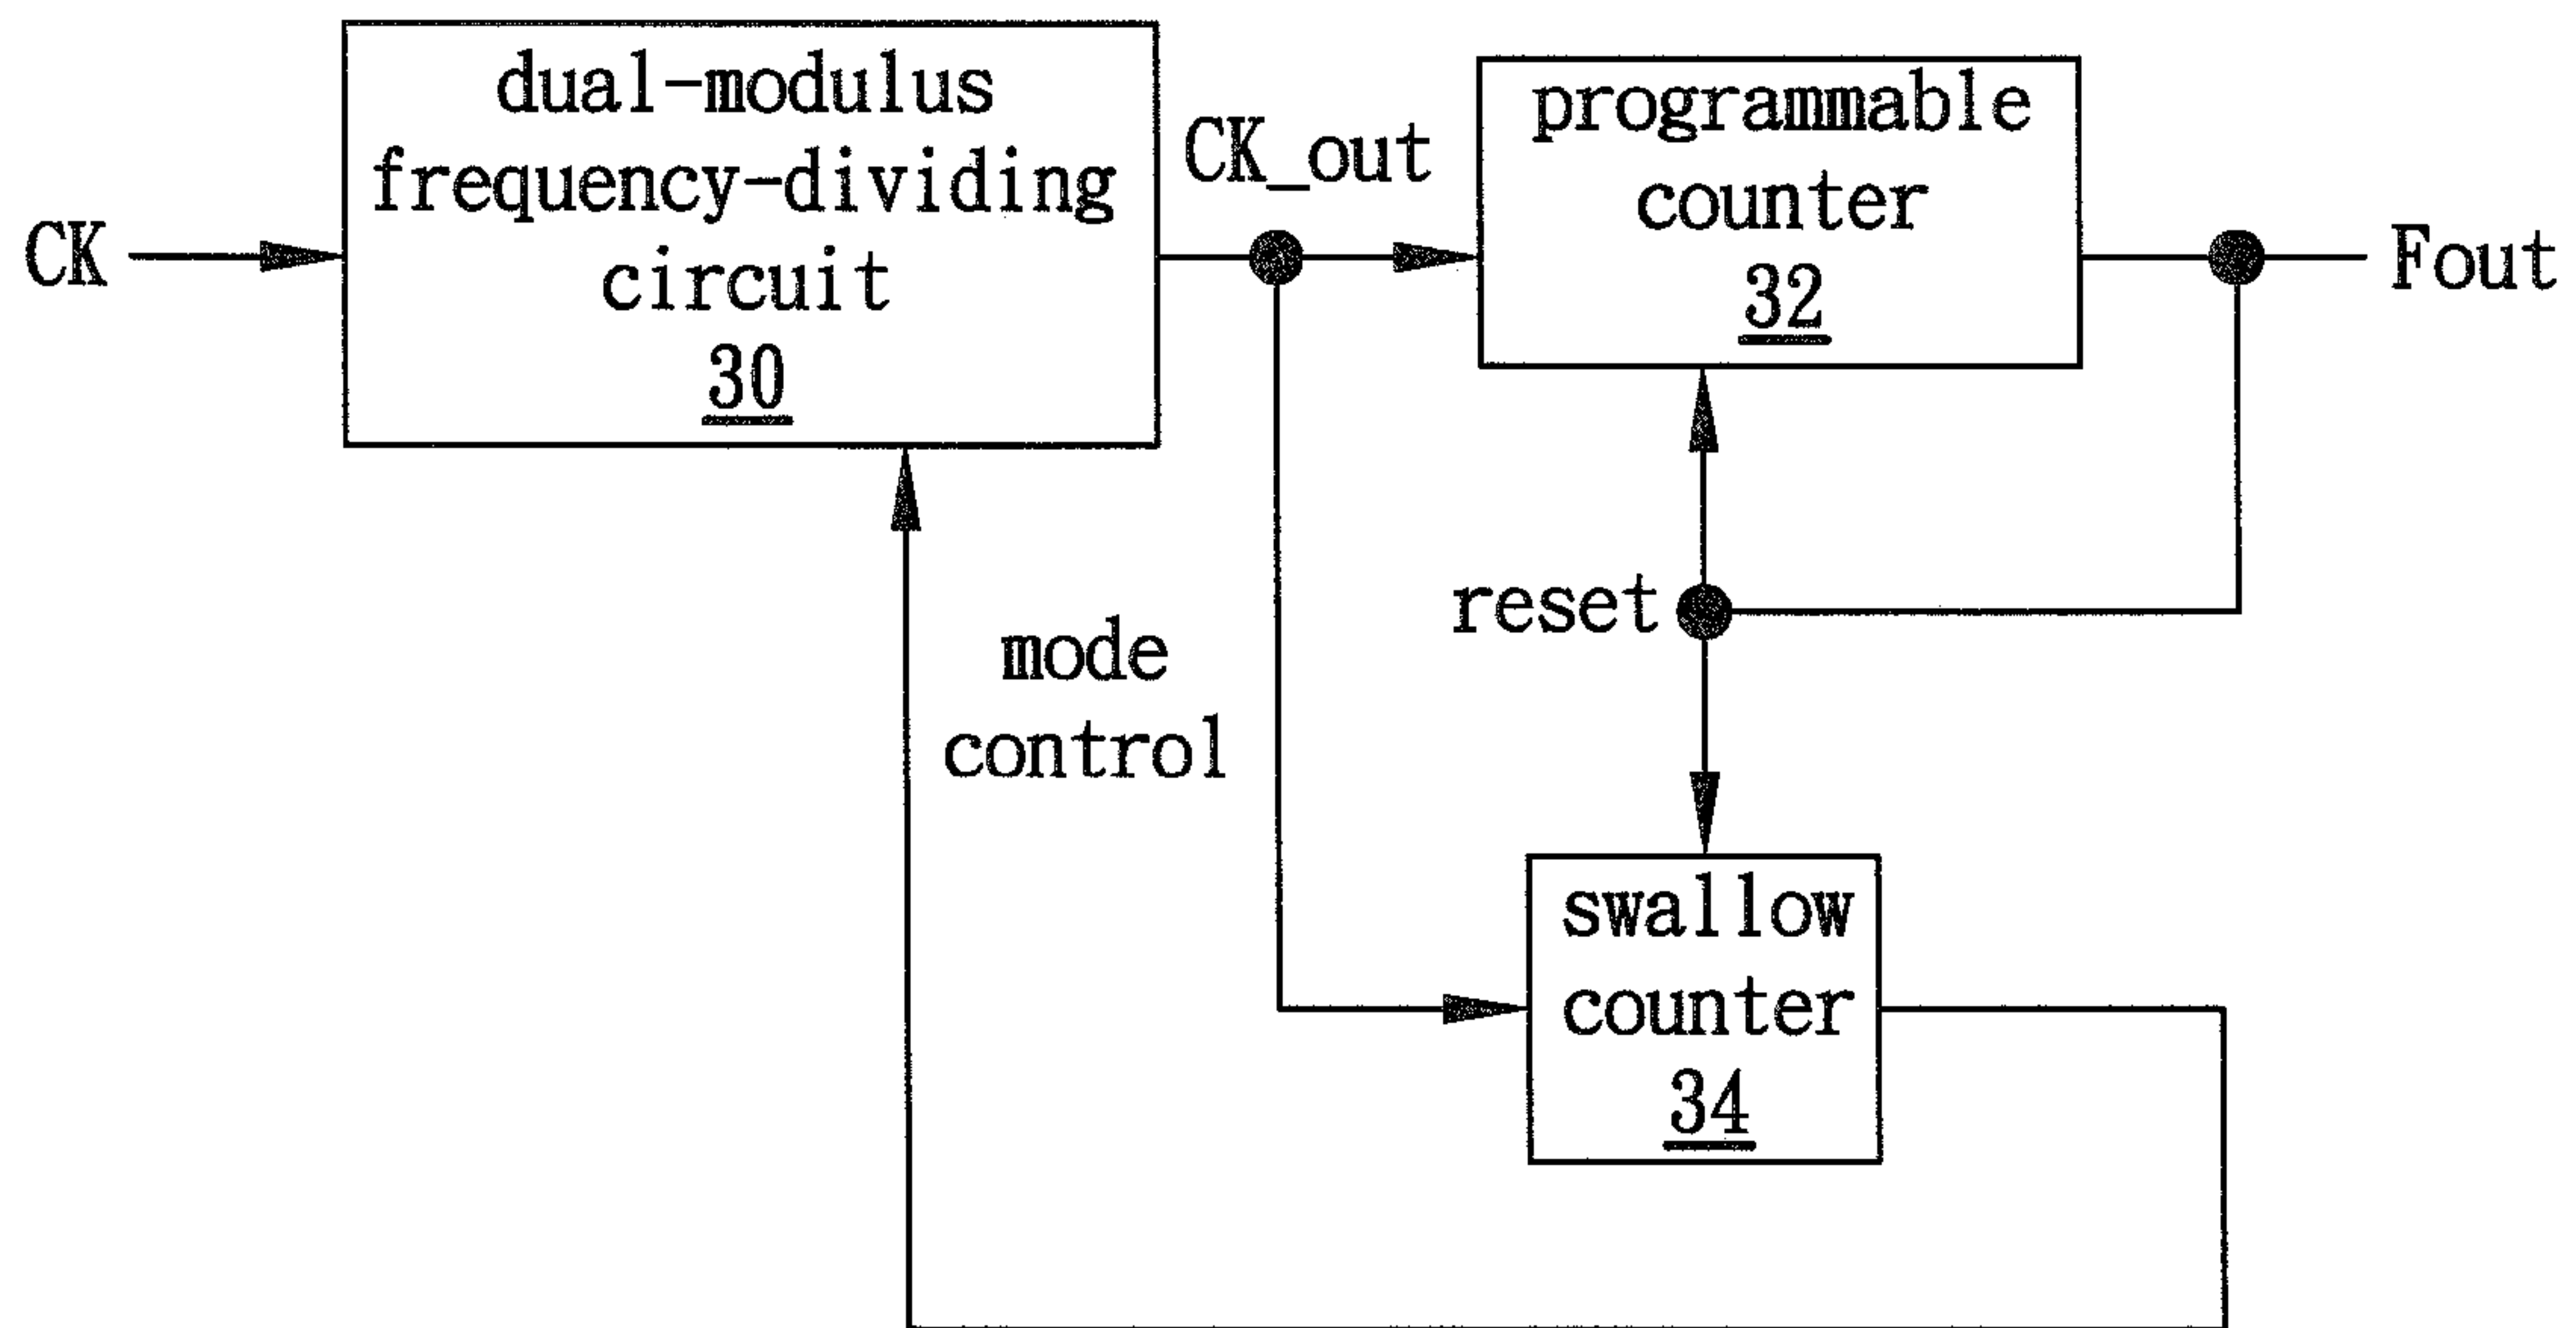 dual-modulus
frequency-dividing
circuit
30
CK
CK_out
programmable
counter
32
Fout
reset
mode
control
swallow
counter
34